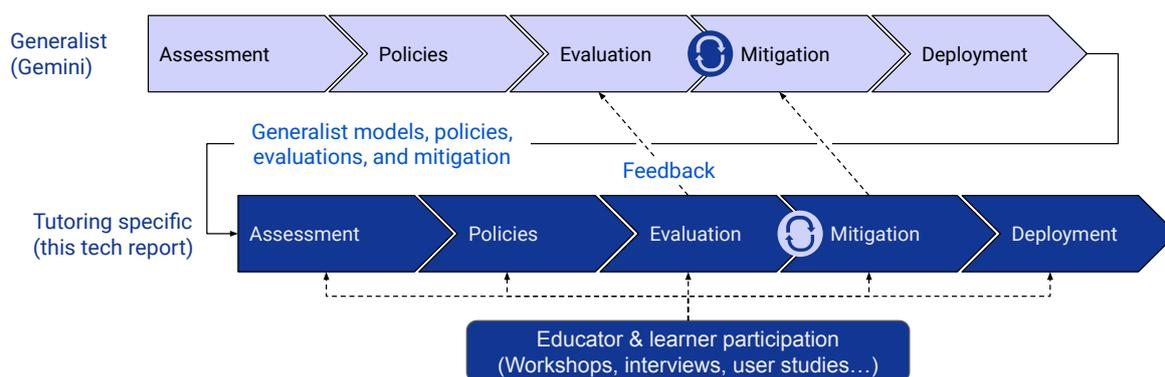 Generalist
(Gemini)
Assessment
Policies
Evaluation
Mitigation
Deployment
Generalist models, policies,
evaluations, and mitigation
Feedback
Tutoring specific
(this tech report)
Assessment
Policies
Evaluation
Mitigation
Deployment
Educator & learner participation
(Workshops, interviews, user studies…)